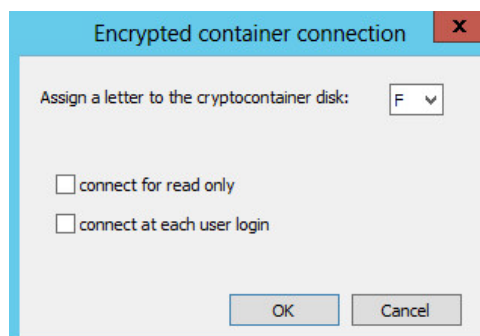 Encrypted container connection
x
Assign a letter to the cryptocontainer disk:
F
connect for read only
connect at each user login
OK
Cancel